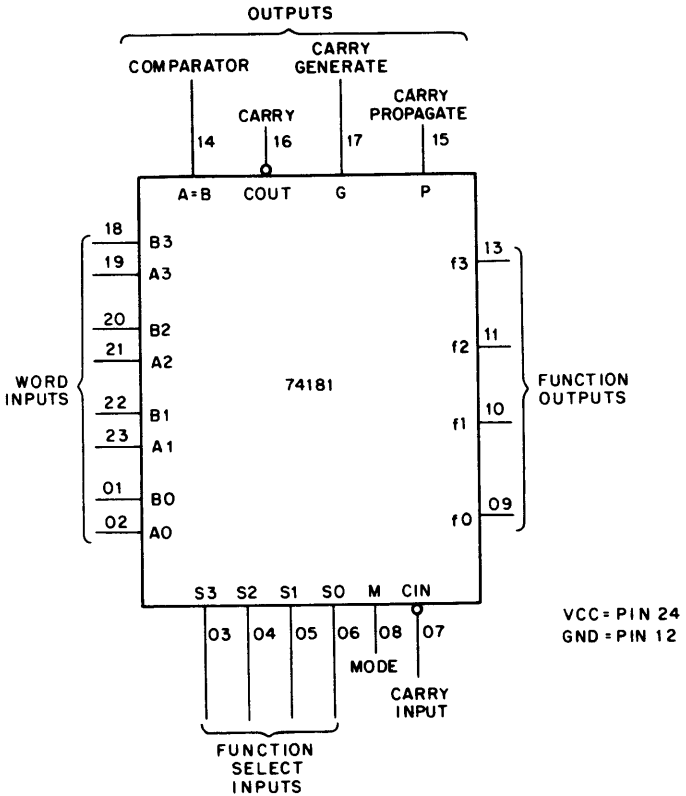 OUTPUTS
COMPARATOR
CARRY
CARRY
GENERATE
CARRY
PROPAGATE
14
16
17
15
A=B
COUT
G
P
18
B3
19
A3
20
B2
21
A2
22
B1
23
A1
01
B0
02
A0
WORD
INPUTS
74181
f3
13
f2
11
f1
10
f0
09
FUNCTION
OUTPUTS
S3
S2
S1
S0
M
CIN
03
04
05
06
08
07
MODE
CARRY
INPUT
FUNCTION
SELECT
INPUTS
VCC = PIN 24
GND = PIN 12